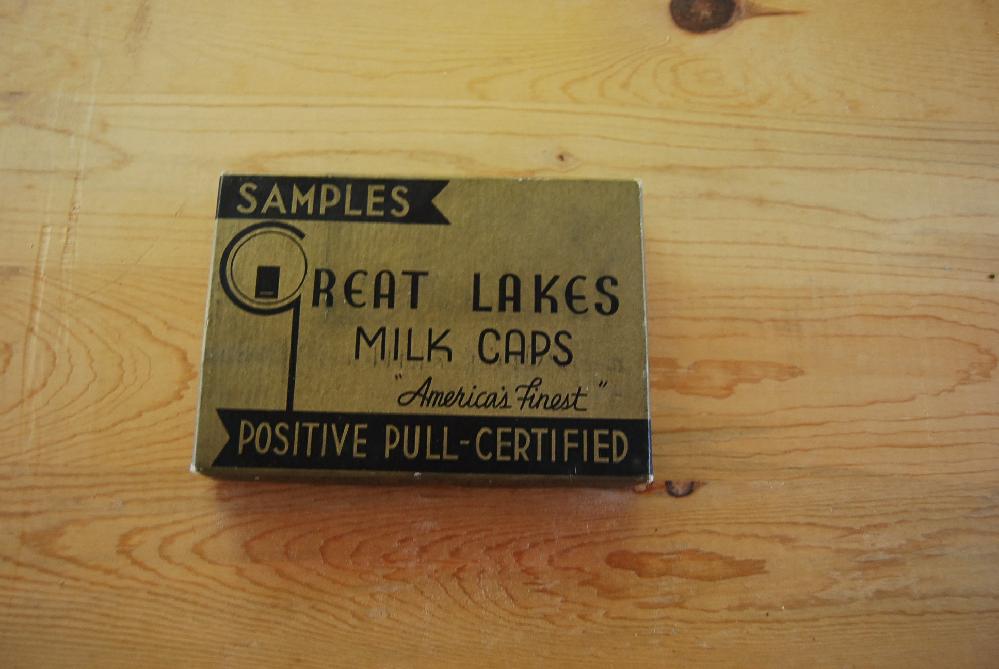 SAMPLES
GREAT LAKES
MILK CAPS
"America's Finest"
POSITIVE PULL-CERTIFIED